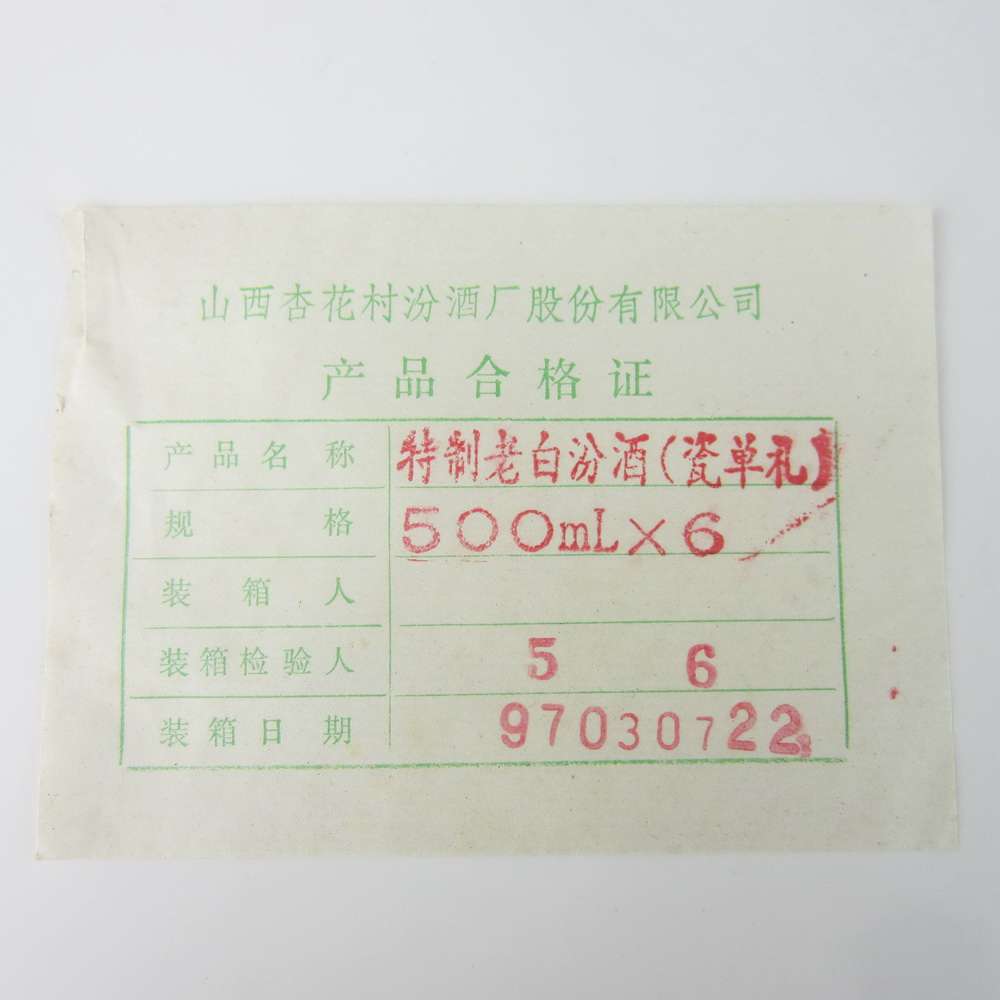 山西杏花村汾酒厂股份有限公司
产品合格证
产品名称 特制老白汾酒(瓷单礼)
规格 500mL×6
装箱人
装箱检验人 5 6
装箱日期 9703072​2